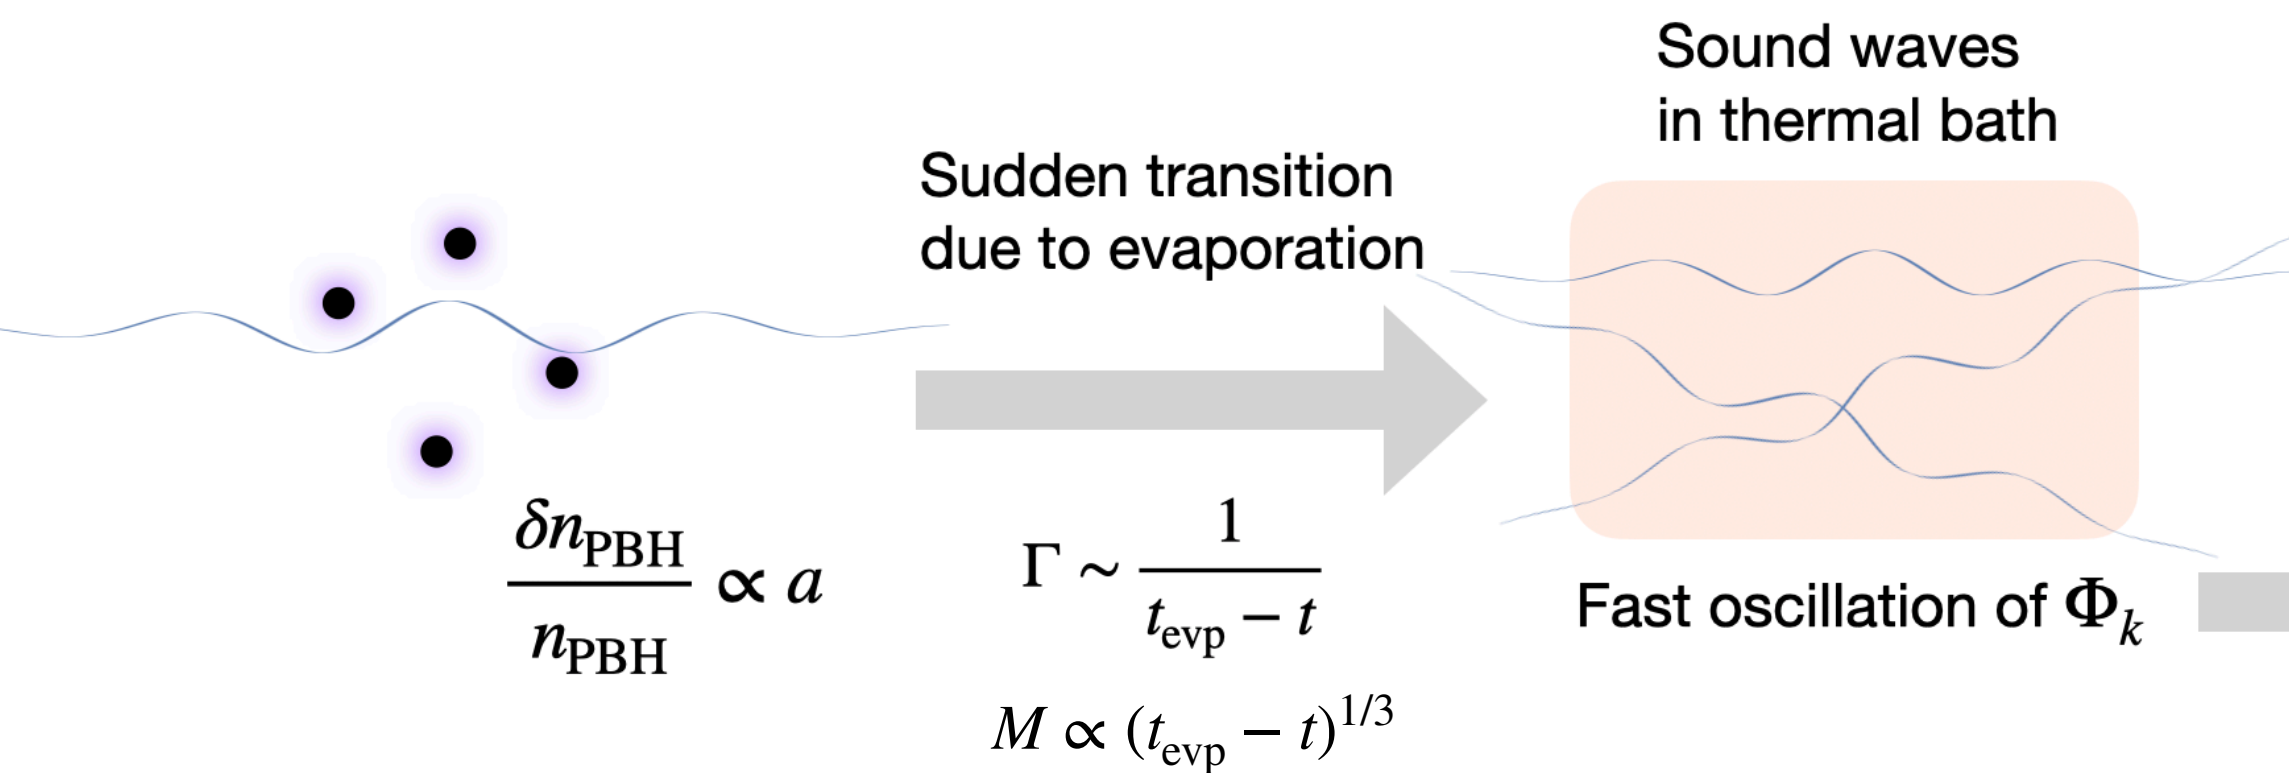 Sound waves
in thermal bath
Sudden transition
due to evaporation
δn_PBH / n_PBH ∝ a
Γ ~ 1 / (t_evp − t)
M ∝ (t_evp − t)^{1/3}
Fast oscillation of Φ_k